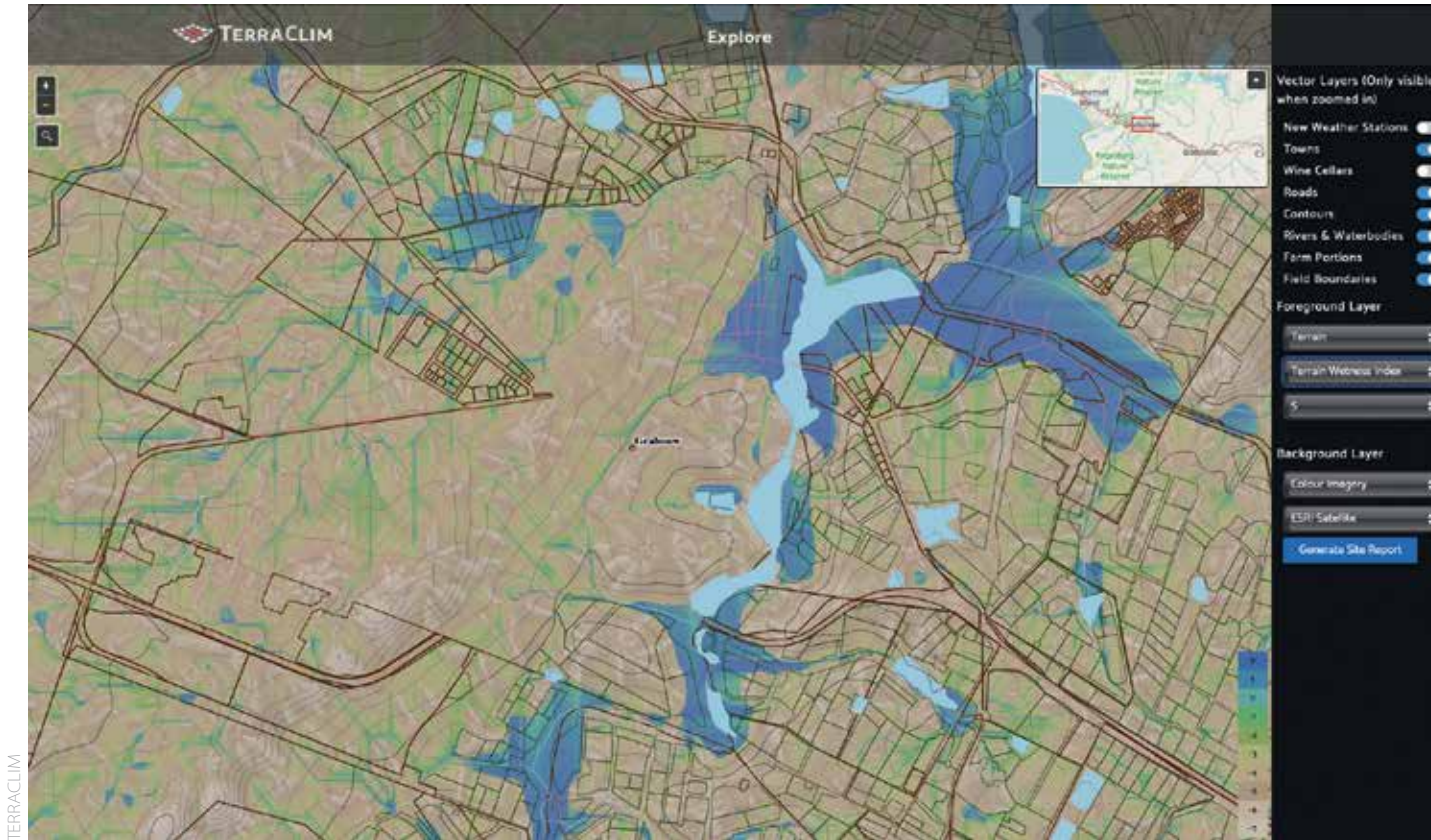 TERRACLIM
Explore
Vector Layers (Only visible
when zoomed in)
New Weather Stations
Towns
Wine Cellars
Roads
Contours
Rivers & Waterbodies
Farm Portions
Field Boundaries
Foreground Layer
Terrain
Terrain Wetness Index
5
Background Layer
Colour Imagery
ESRI Satellite
Generate Site Report
TERRACLIM